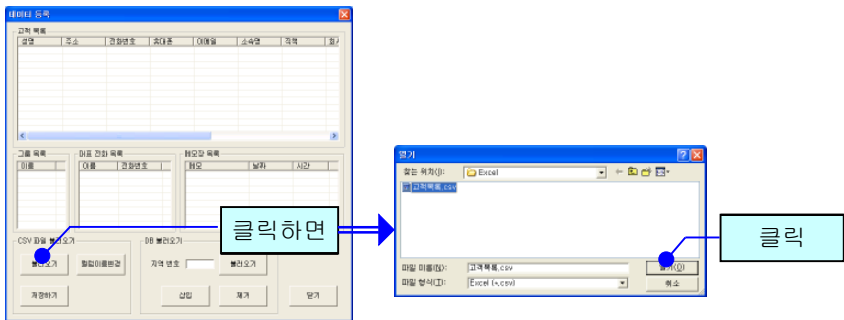 데이터 등록
고객 목록
성명 주소 전화번호 휴대폰 이메일 소속명 직책 회사
그룹 목록
이름
대표 전화 목록
이름 전화번호
메모장 목록
메모 날짜 시간
CSV 파일 불러오기
불러오기 컬럼이름변경
저장하기
DB 불러오기
지역 번호 불러오기
삽입 제거 닫기
클릭하면
열기
찾는 위치(I): Excel
고객목록.csv
파일 이름(N): 고객목록.csv 열기(O)
파일 형식(T): Excel (*.csv) 취소
클릭